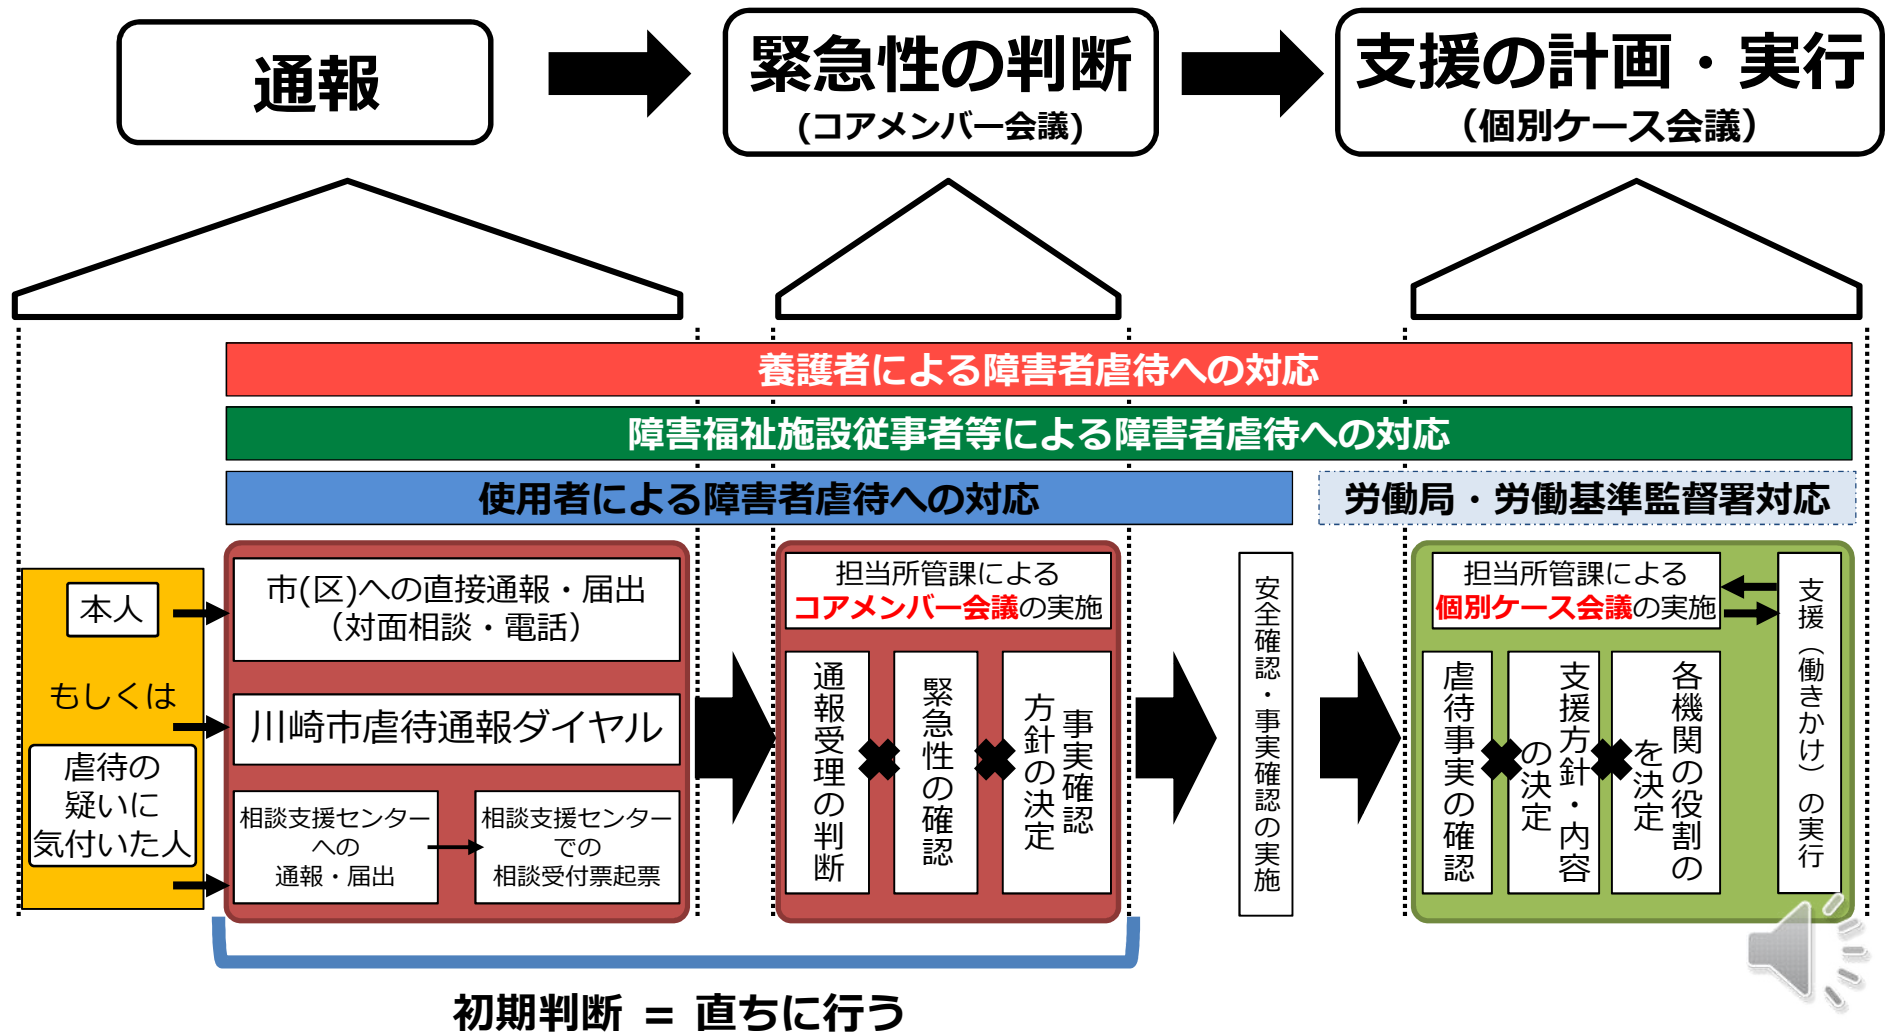 通報
緊急性の判断
(コアメンバー会議)
支援の計画・実行
（個別ケース会議）
養護者による障害者虐待への対応
障害福祉施設従事者等による障害者虐待への対応
使用者による障害者虐待への対応
労働局・労働基準監督署対応
本人
もしくは
虐待の
疑いに
気付いた人
市(区)への直接通報・届出
（対面相談・電話）
川崎市虐待通報ダイヤル
相談支援センター
への
通報・届出
相談支援センター
での
相談受付票起票
担当所管課による
コアメンバー会議の実施
通報受理の判断
緊急性の確認
事実確認
方針の決定
安全確認・事実確認の実施
担当所管課による
個別ケース会議の実施
虐待事実の確認
支援方針・内容
の決定
各機関の役割の
を決定
支援（働きかけ）の実行
初期判断 = 直ちに行う